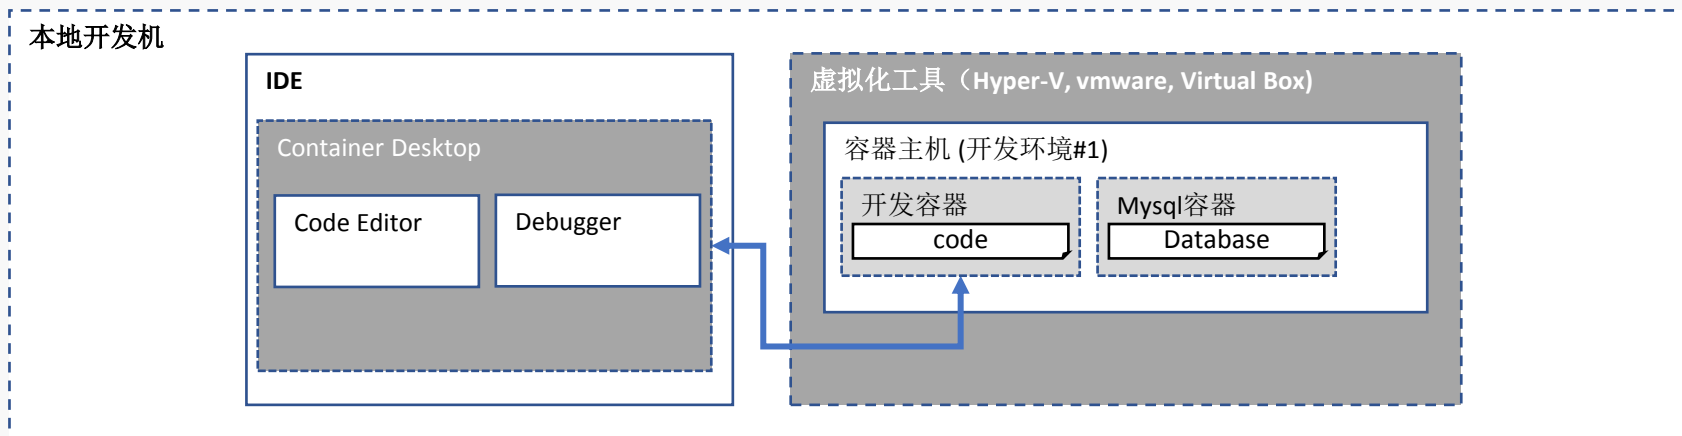 本地开发机
IDE
Container Desktop
Code Editor
Debugger
虚拟化工具（Hyper-V, vmware, Virtual Box)
容器主机 (开发环境#1)
开发容器
code
Mysql容器
Database